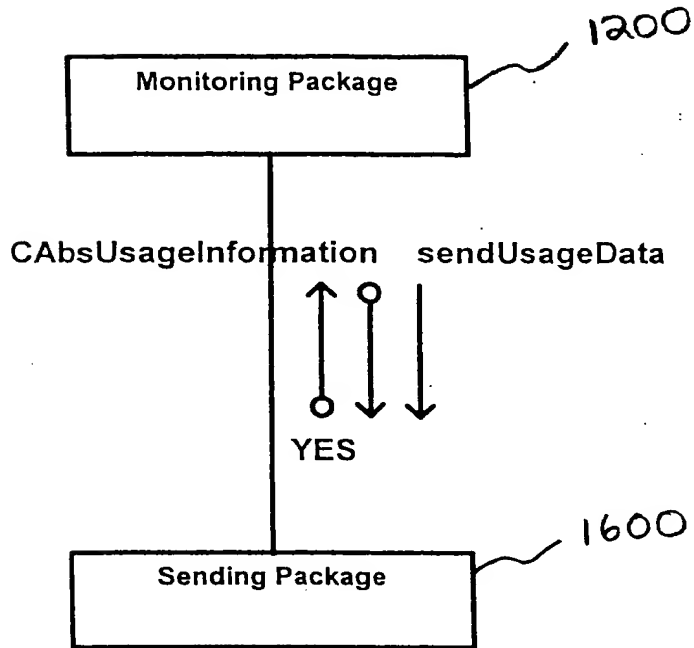 1200
Monitoring Package
CAbsUsageInformation sendUsageData
YES
1600
Sending Package